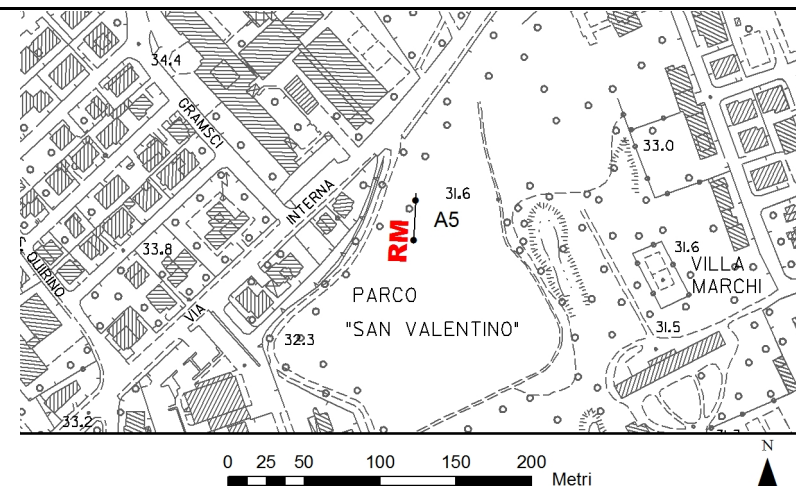 34.4
GRAMSCI
33.0
INTERNA
31.6
A5
RM
33.8
QUIRINO
31.6
VILLA
MARCHI
VIA
PARCO
"SAN VALENTINO"
32.3
31.5
33.2
0 25 50 100 150 200
Metri
N